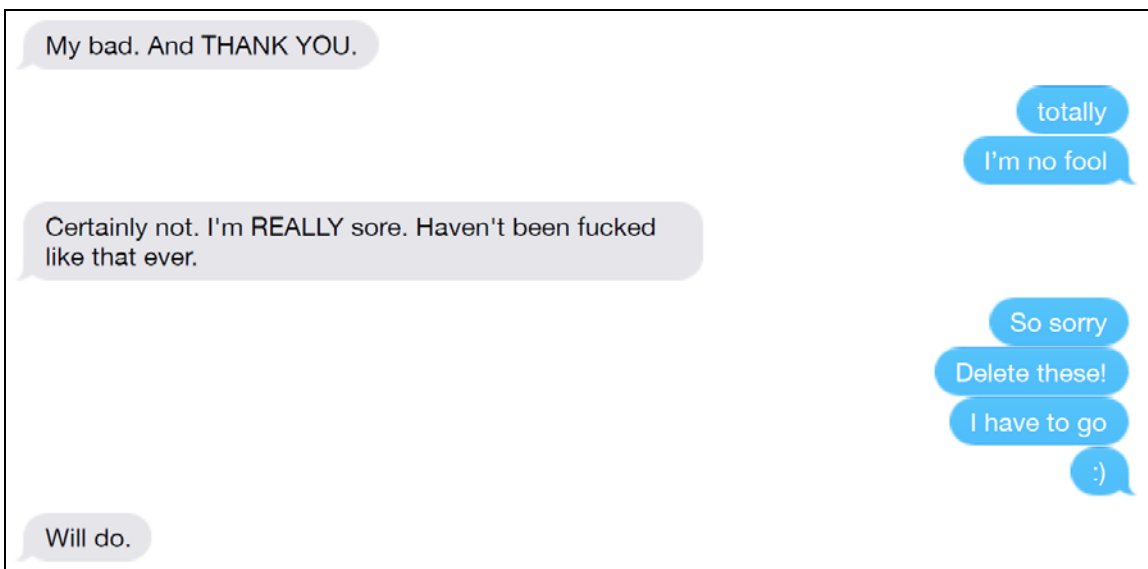 My bad. And THANK YOU.
totally
I'm no fool
Certainly not. I'm REALLY sore. Haven't been fucked
like that ever.
So sorry
Delete these!
I have to go
:)
Will do.